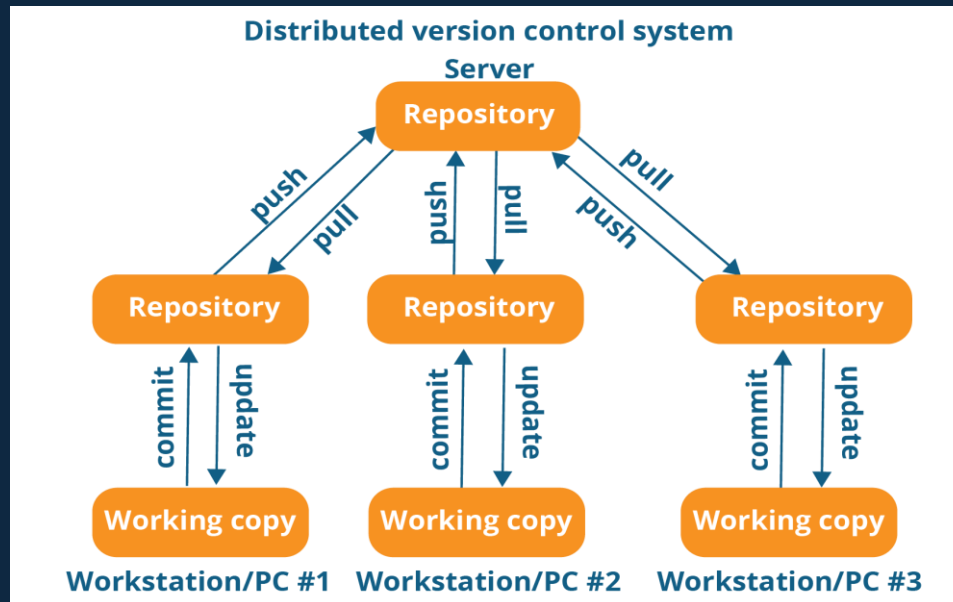 Distributed version control system
Server
Repository
push
pull
push
pull
pull
push
Repository
Repository
Repository
commit
update
commit
update
commit
update
Working copy
Working copy
Working copy
Workstation/PC #1
Workstation/PC #2
Workstation/PC #3